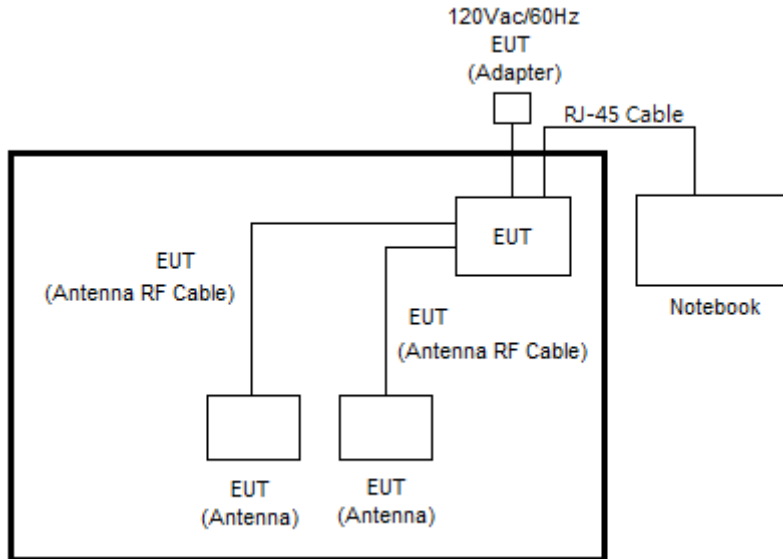 120Vac/60Hz
EUT
(Adapter)
RJ-45 Cable
EUT
Notebook
EUT
(Antenna RF Cable)
EUT
(Antenna RF Cable)
EUT
(Antenna)
EUT
(Antenna)